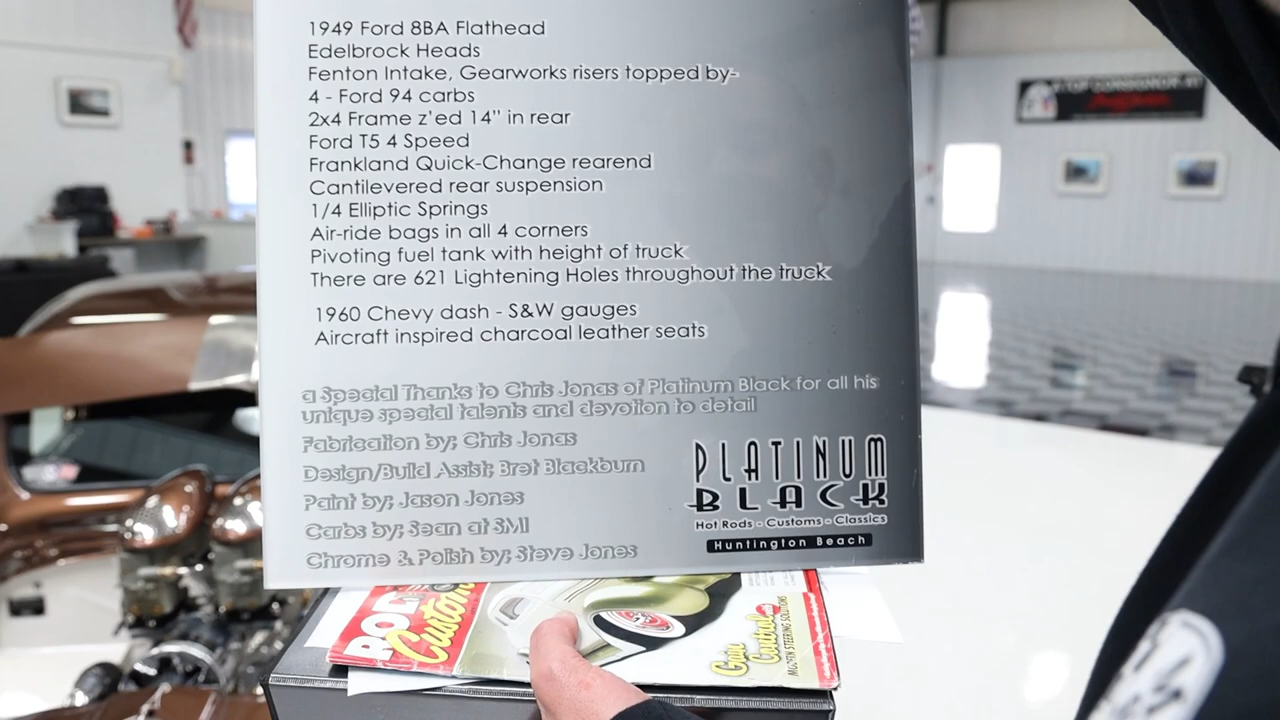 1949 Ford 8BA Flathead
Edelbrock Heads
Fenton Intake, Gearworks risers topped by-
4 - Ford 94 carbs
2x4 Frame z'ed 14" in rear
Ford T5 4 Speed
Frankland Quick-Change rearend
Cantilevered rear suspension
1/4 Elliptic Springs
Air-ride bags in all 4 corners
Pivoting fuel tank with height of truck
There are 621 Lightening Holes throughout the truck
1960 Chevy dash - S&W gauges
Aircraft inspired charcoal leather seats
a Special Thanks to Chris Jonas of Platinum Black for all his
unique special talents and devotion to detail
Fabrication by; Chris Jonas
Design/Build Assist; Bret Blackburn
Paint by; Jason Jones
Carbs by; Sean at SMI
Chrome & Polish by; Steve Jones
PLATINUM
BLACK
Hot Rods - Customs - Classics
Huntington Beach
ROD
Custom
Gain
Control
MODERN STEERING SOLUTIONS